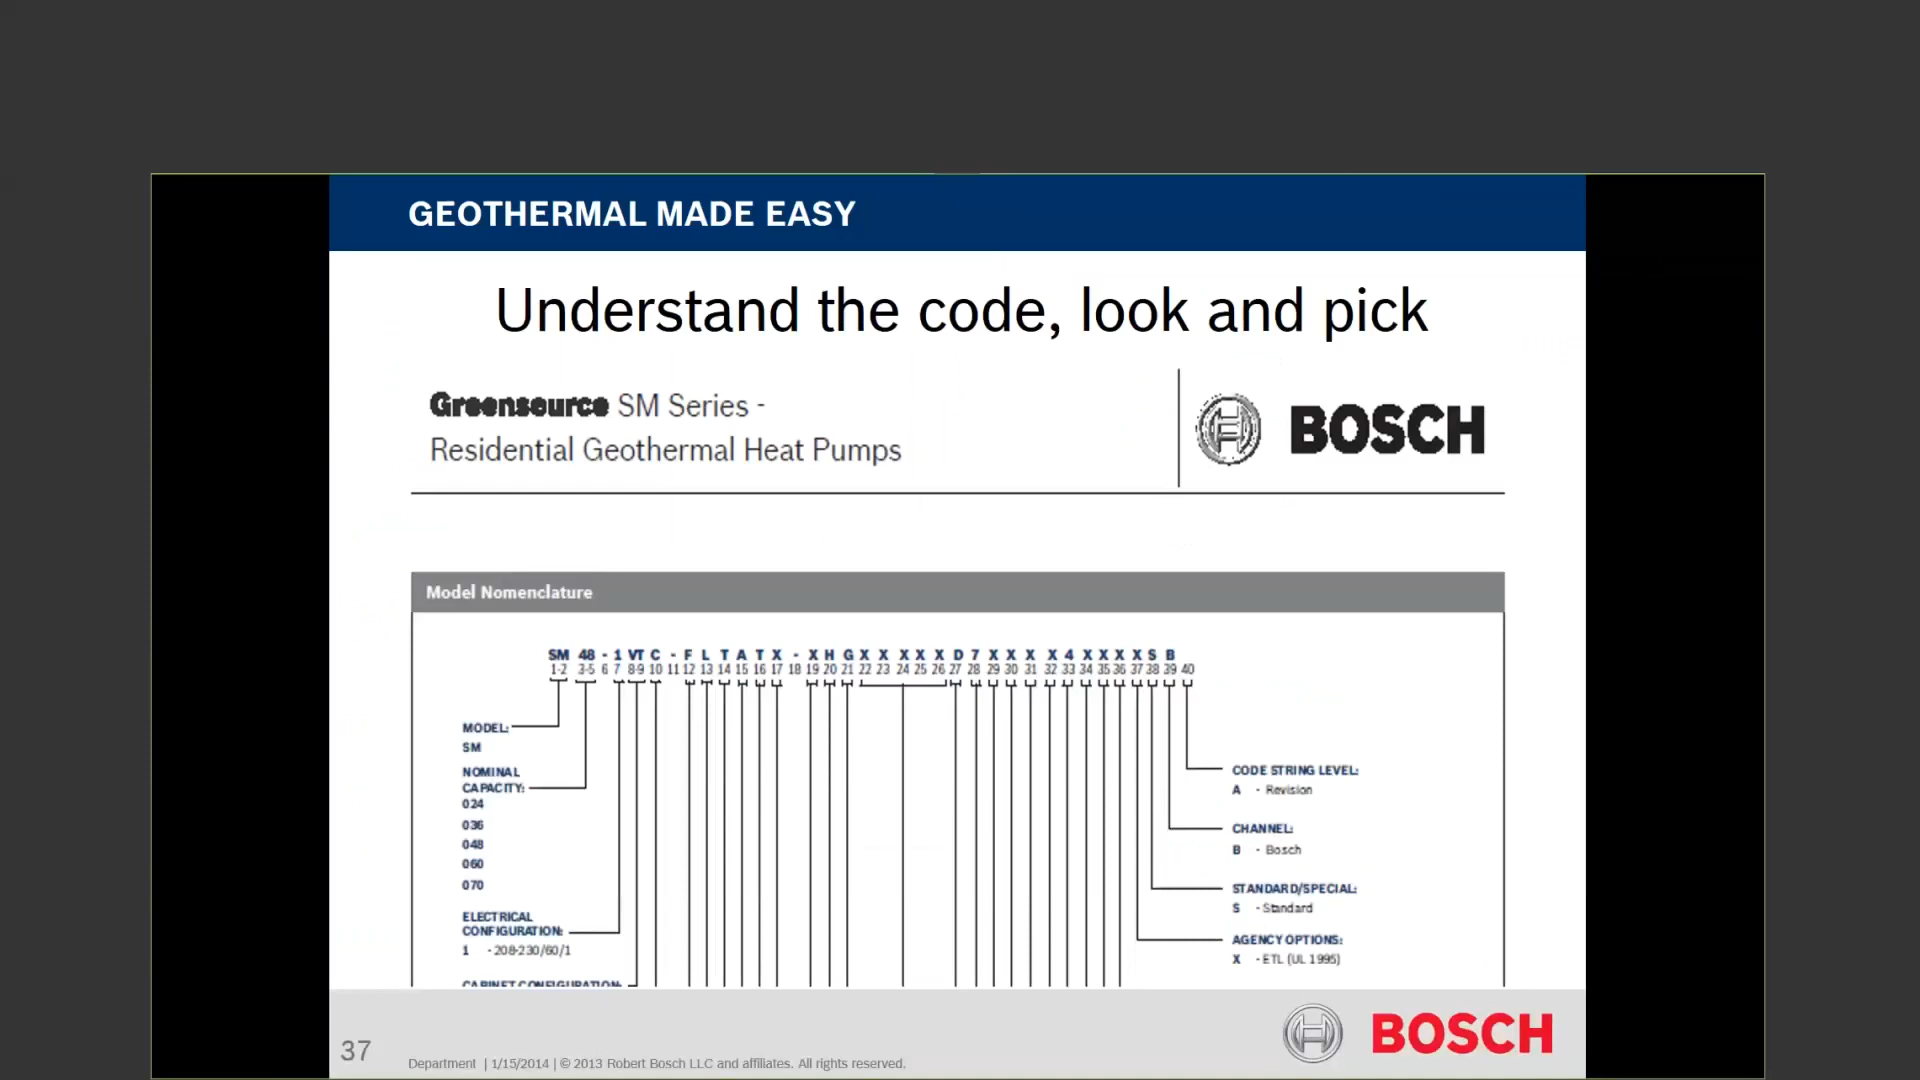 GEOTHERMAL MADE EASY
Understand the code, look and pick
Greensource SM Series -
Residential Geothermal Heat Pumps
BOSCH
Model Nomenclature
SM 48 - 1 VT C - F L T A T X - X H G X X X X X D 7 X X X X 4 X X X X S B
1-2 3-5 6 7 8-9 10 11 12 13 14 15 16 17 18 19 20 21 22 23 24 25 26 27 28 29 30 31 32 33 34 35 36 37 38 39 40
MODEL:
SM
NOMINAL
CAPACITY:
024
036
048
060
070
ELECTRICAL
CONFIGURATION:
1 - 208-230/60/1
CABINET CONFIGURATION:
CODE STRING LEVEL:
A - Revision
CHANNEL:
B - Bosch
STANDARD/SPECIAL:
S - Standard
AGENCY OPTIONS:
X - ETL (UL 1995)
37
Department | 1/15/2014 | © 2013 Robert Bosch LLC and affiliates. All rights reserved.
BOSCH